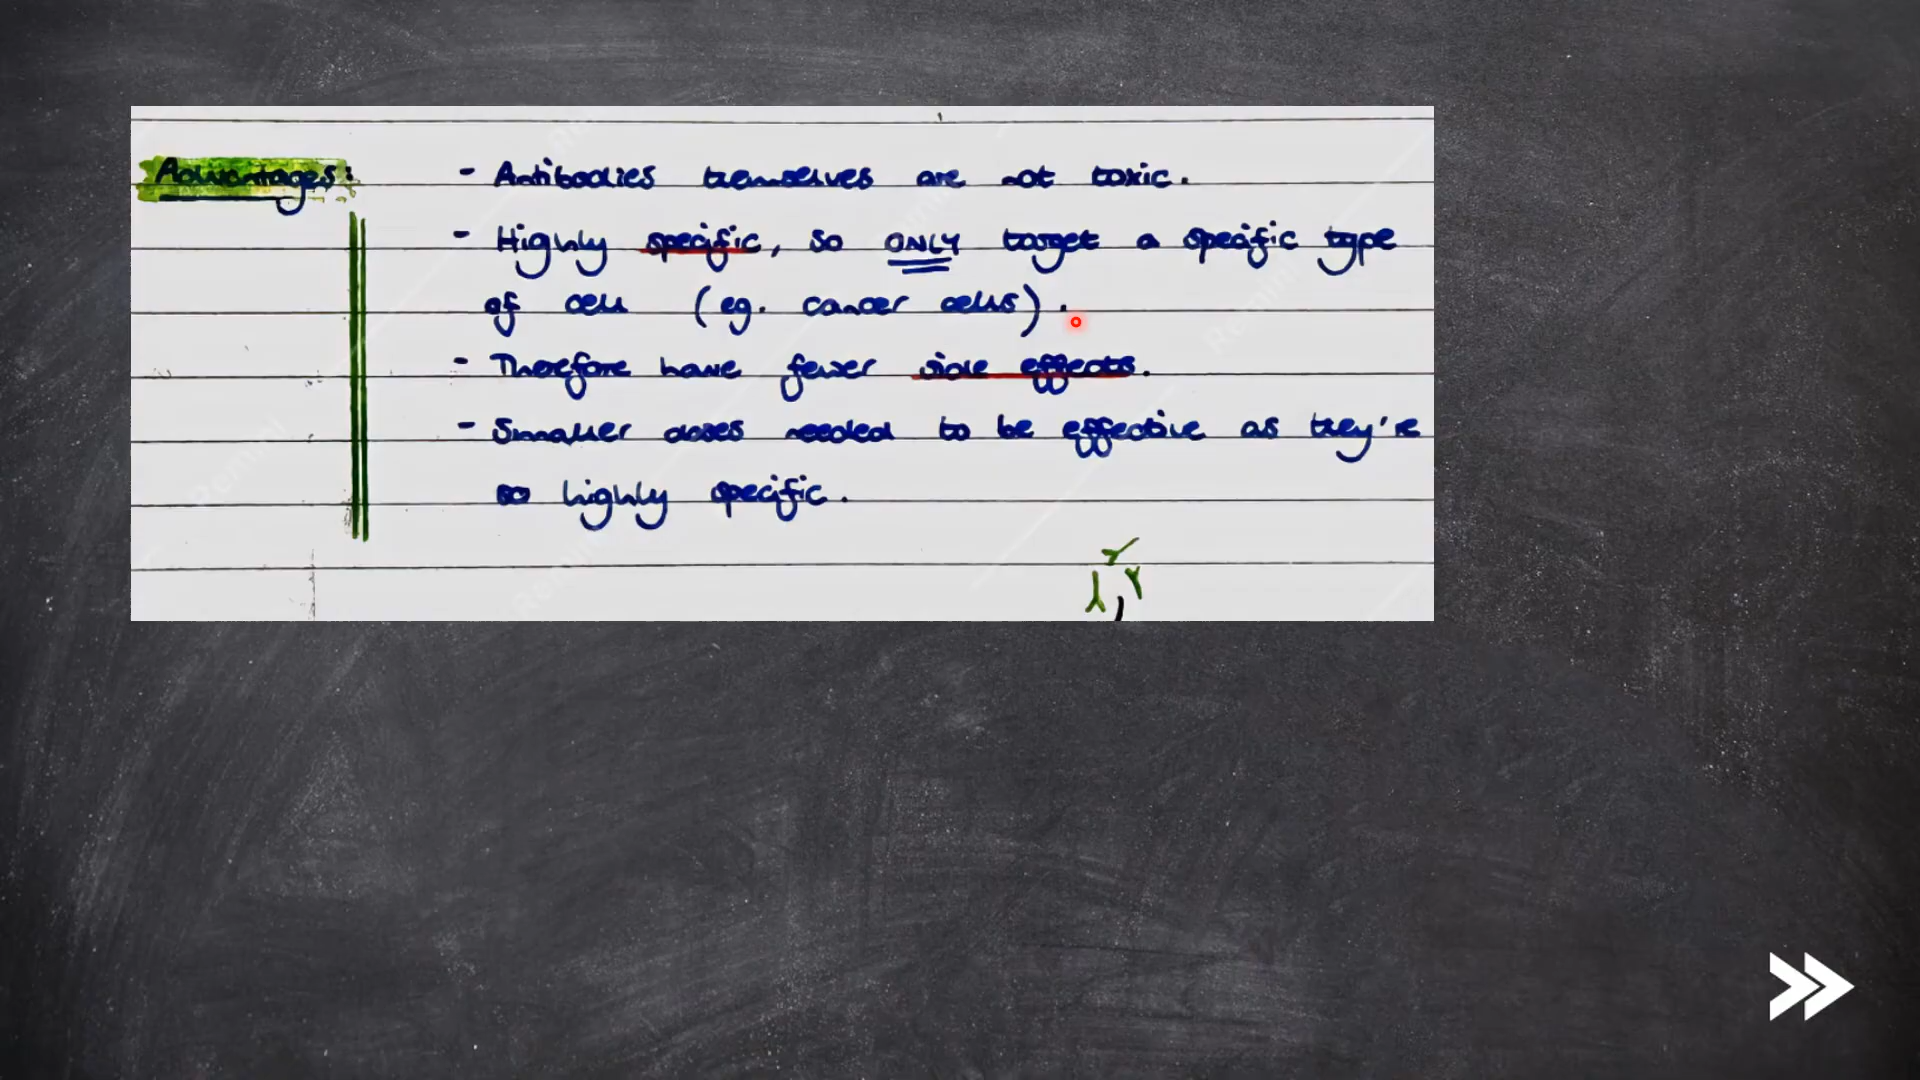 Advantages:
- Antibodies themselves are not toxic.
- Highly specific, so ONLY target a specific type
of cell (eg. cancer cells).
- Therefore have fewer side effects.
- Smaller doses needed to be effective as they're
so highly specific.